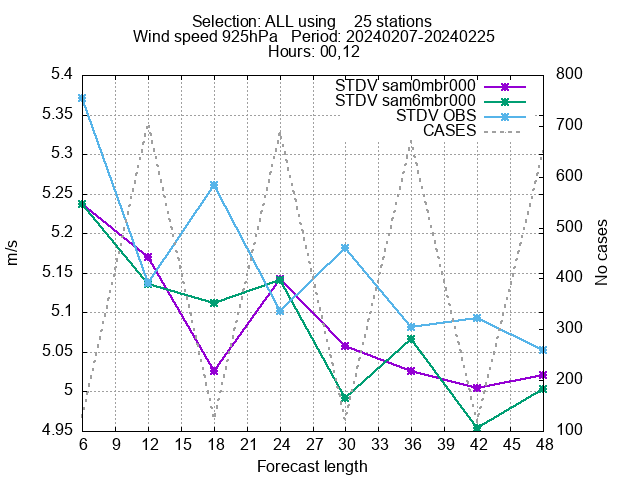 Selection: ALL using    25 stations
Wind speed 925hPa   Period: 20240207-20240225
Hours: 00,12
STDV sam0mbr000
STDV sam6mbr000
STDV OBS
CASES
5.4
5.35
5.3
5.25
5.2
5.15
5.1
5.05
5
4.95
m/s
800
700
600
500
400
300
200
100
No cases
6 9 12 15 18 21 24 27 30 33 36 39 42 45 48
Forecast length